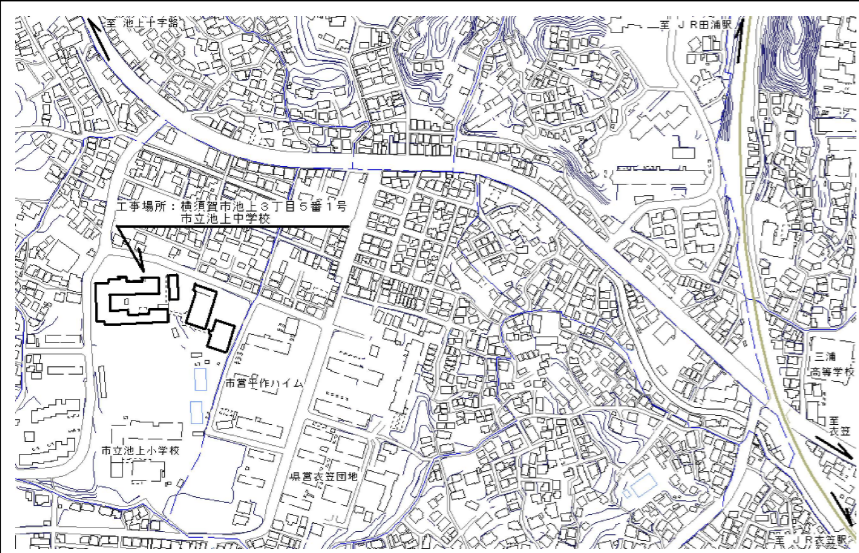 至 池上十字路
至 JR田浦駅
工事場所：横須賀市池上3丁目5番1号
市立池上中学校
三浦
高等学校
市営平作ハイム
至
衣笠
市立池上小学校
県営衣笠団地
至 JR衣笠駅